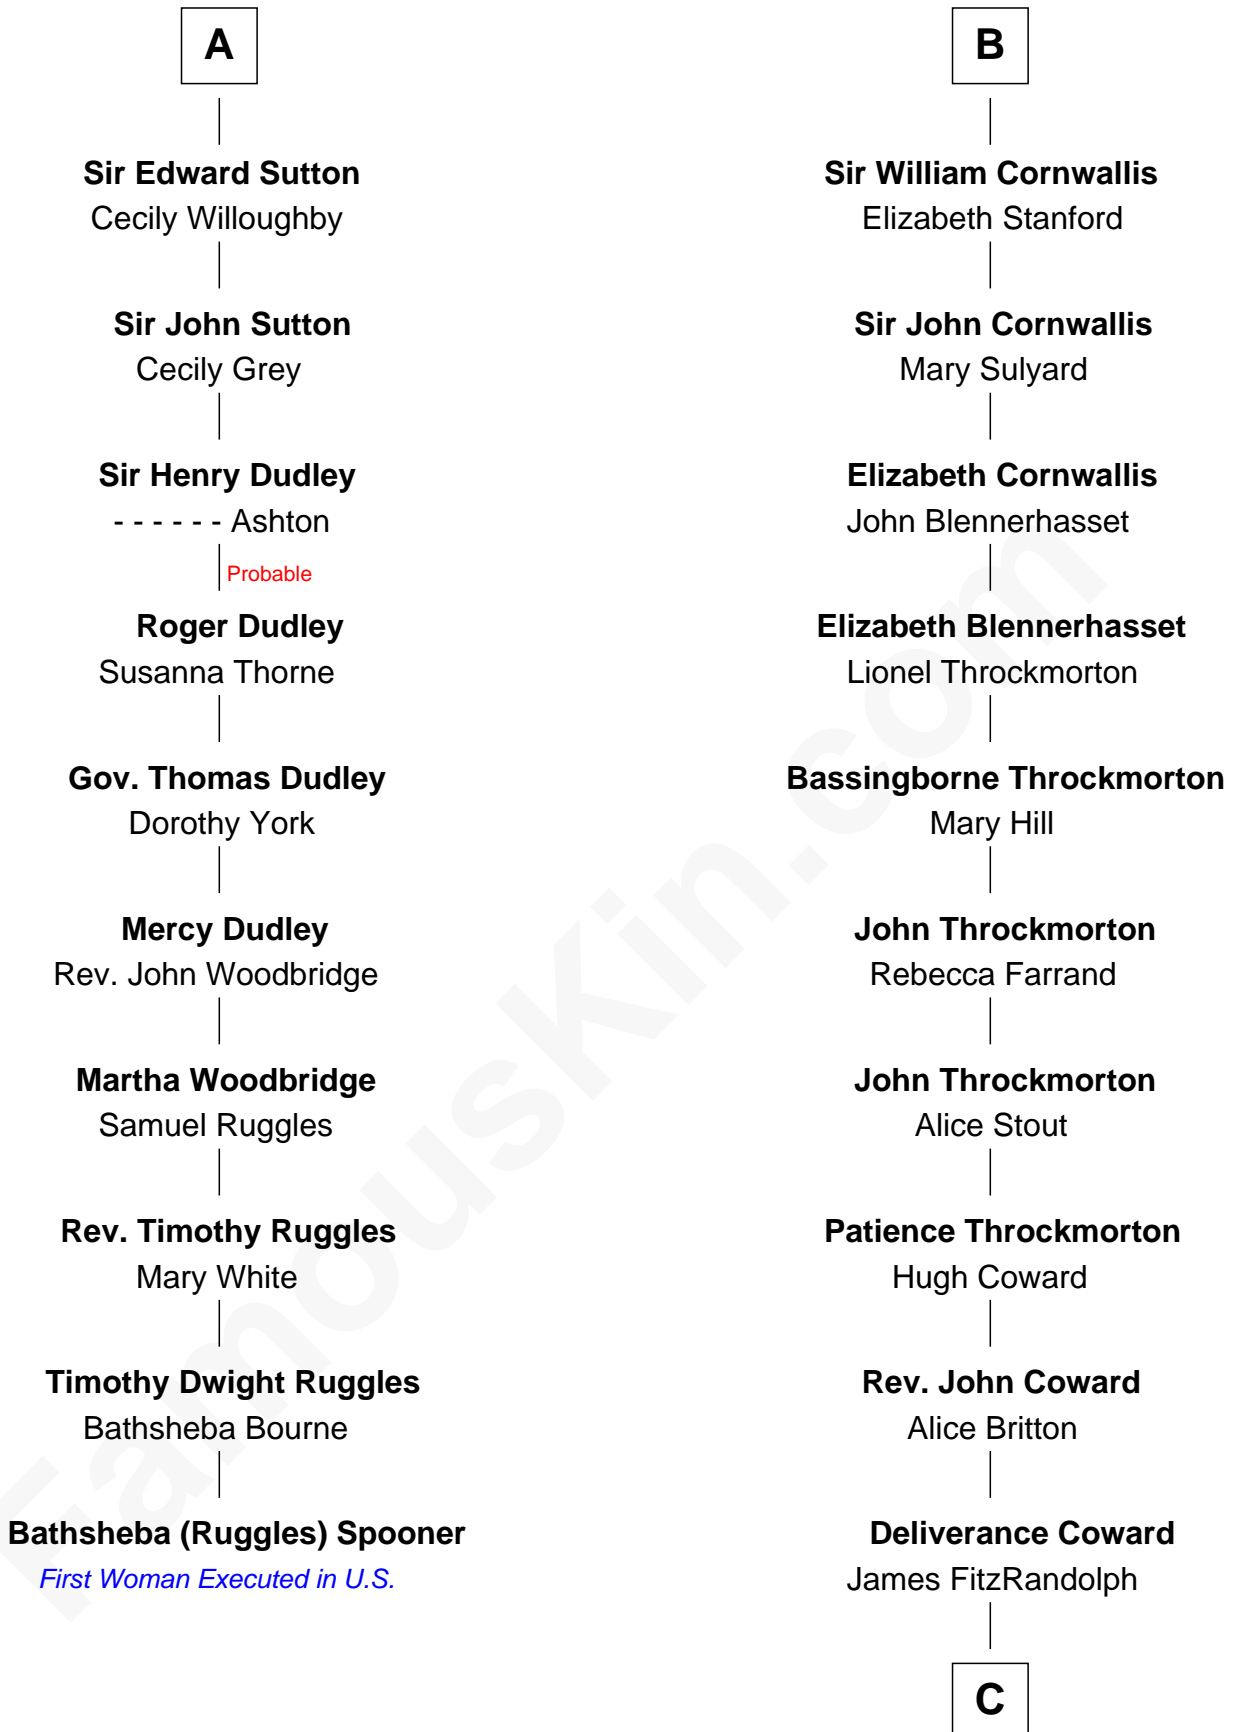 A
Sir Edward Sutton
Cecily Willoughby
Sir John Sutton
Cecily Grey
Sir Henry Dudley
- - - - - - Ashton
Probable
Roger Dudley
Susanna Thorne
Gov. Thomas Dudley
Dorothy York
Mercy Dudley
Rev. John Woodbridge
Martha Woodbridge
Samuel Ruggles
Rev. Timothy Ruggles
Mary White
Timothy Dwight Ruggles
Bathsheba Bourne
Bathsheba (Ruggles) Spooner
First Woman Executed in U.S.
B
Sir William Cornwallis
Elizabeth Stanford
Sir John Cornwallis
Mary Sulyard
Elizabeth Cornwallis
John Blennerhasset
Elizabeth Blennerhasset
Lionel Throckmorton
Bassingborne Throckmorton
Mary Hill
John Throckmorton
Rebecca Farrand
John Throckmorton
Alice Stout
Patience Throckmorton
Hugh Coward
Rev. John Coward
Alice Britton
Deliverance Coward
James FitzRandolph
C
FamousKin.com